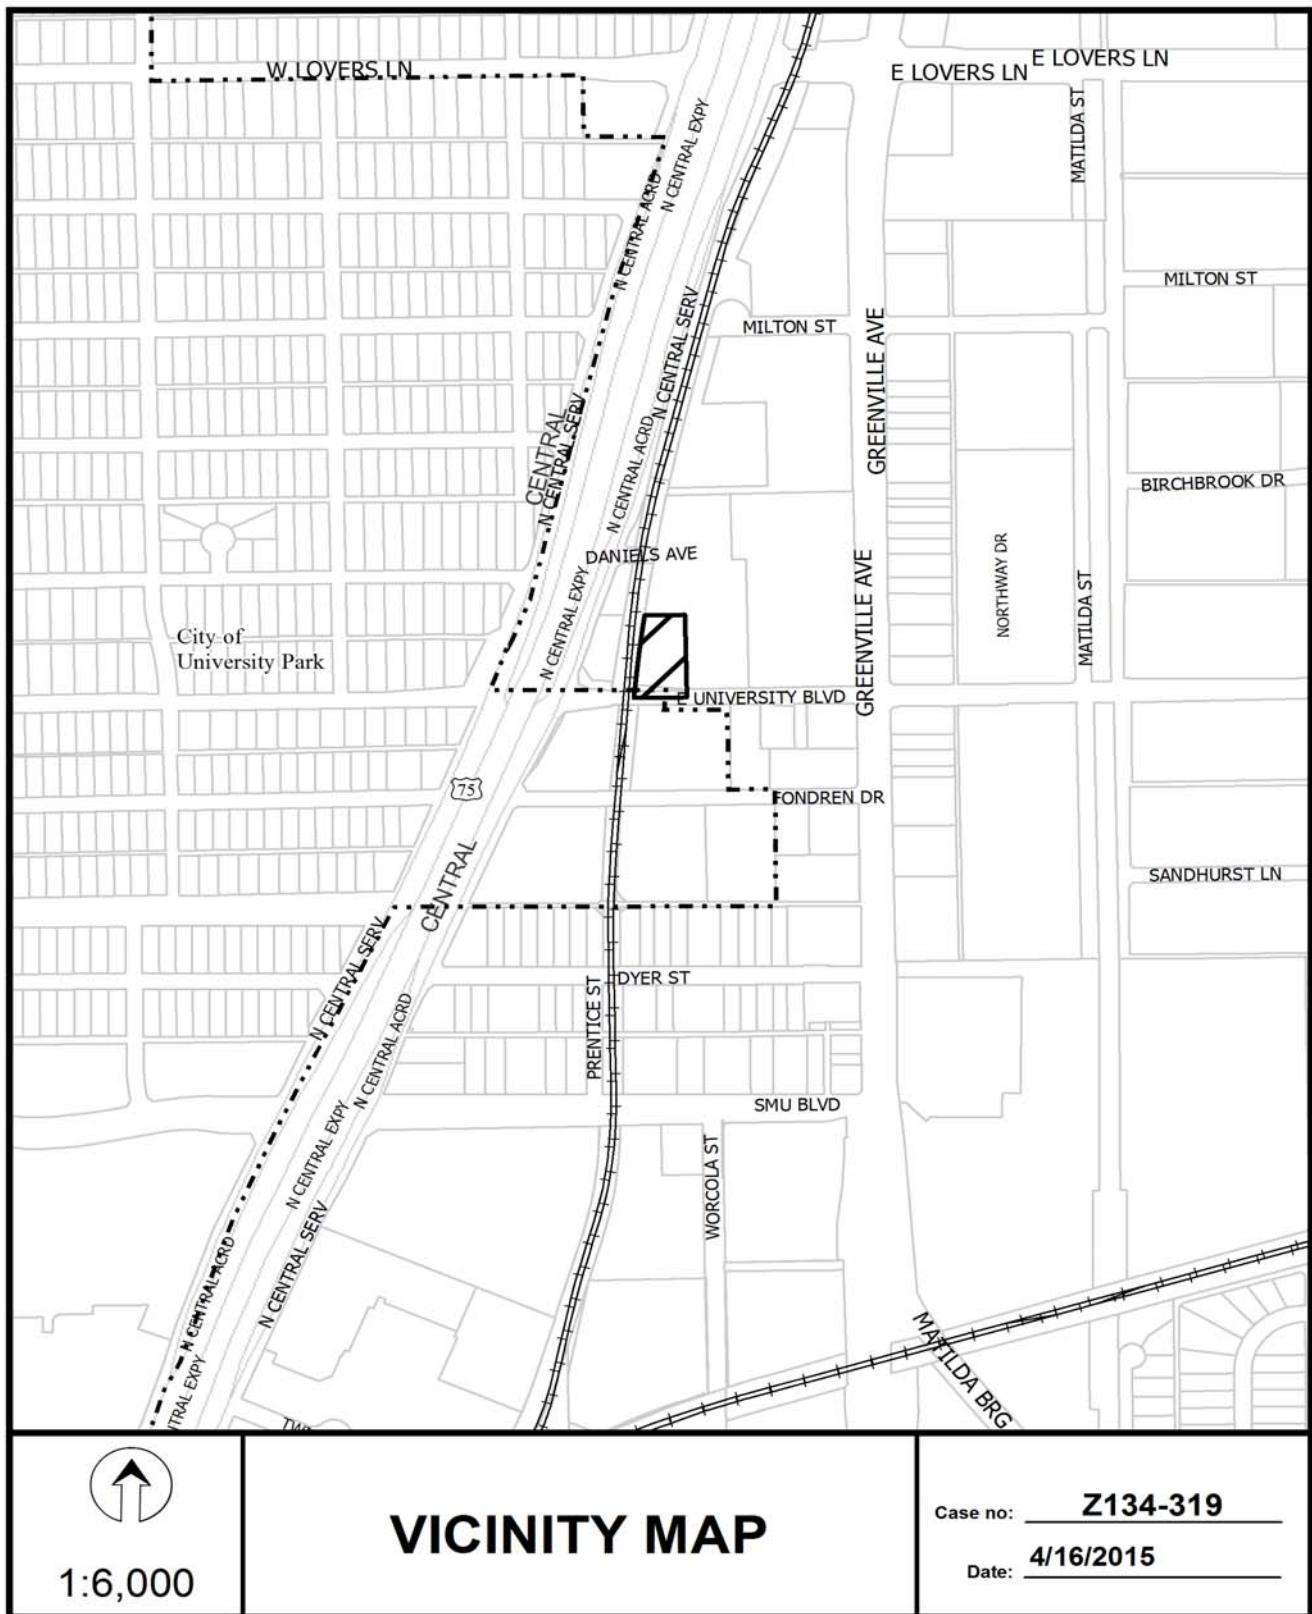 W LOVERS LN
E LOVERS LN
E LOVERS LN
MATILDA ST
N CENTRAL EXPY
N CENTRAL ACRD
MILTON ST
N CENTRAL SERV
MILTON ST
GREENVILLE AVE
CENTRAL
N CENTRAL SERV
N CENTRAL ACRD
BIRCHBROOK DR
DANIELS AVE
N CENTRAL EXPY
GREENVILLE AVE
NORTHWAY DR
MATILDA ST
City of
University Park
E UNIVERSITY BLVD
75
FONDREN DR
CENTRAL
SANDHURST LN
N CENTRAL SERV
DYER ST
PRENTICE ST
N CENTRAL ACRD
SMU BLVD
N CENTRAL EXPY
WORCOLA ST
N CENTRAL SERV
N CENTRAL ACRD
MATILDA BRG
NTRAL EXPY
1:6,000
VICINITY MAP
Case no: Z134-319
Date: 4/16/2015